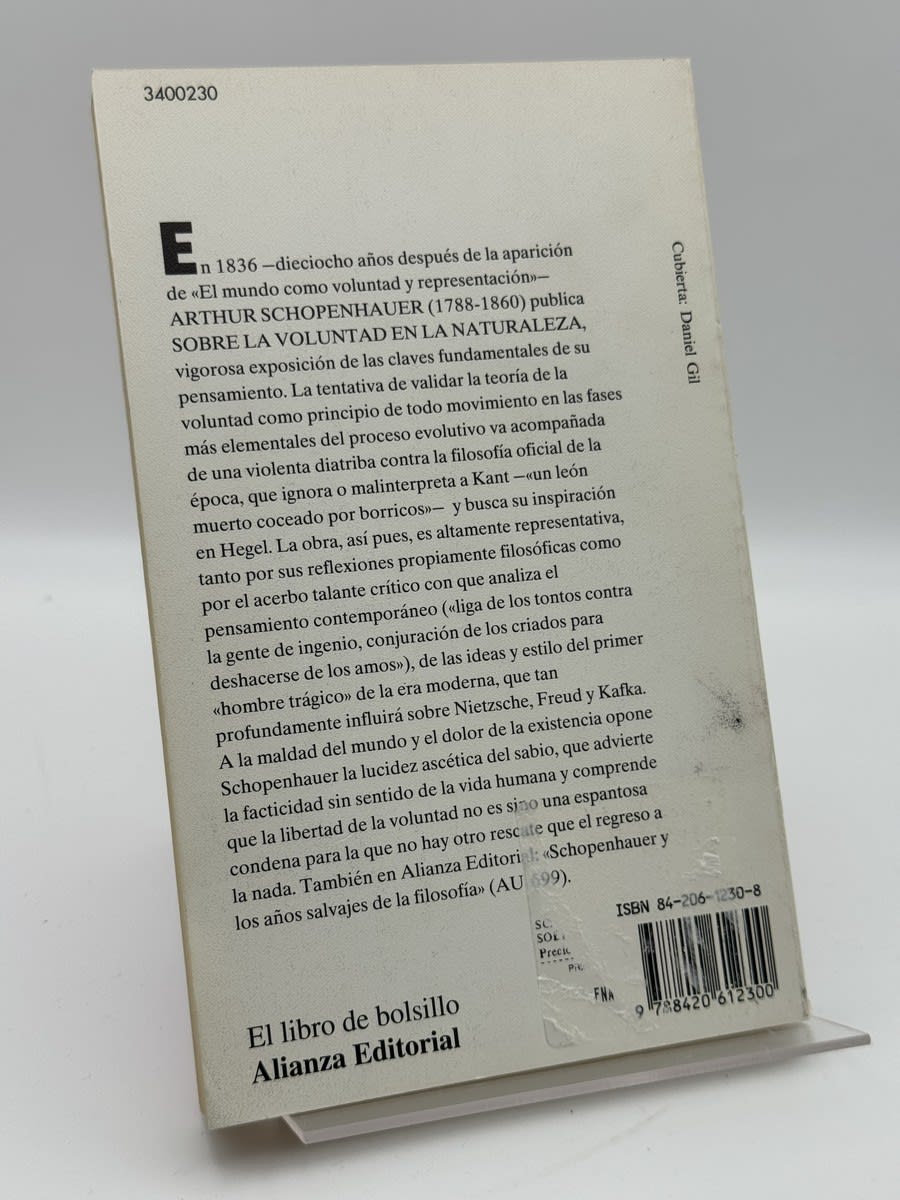 3400230
En 1836 —dieciocho años después de la aparición
de «El mundo como voluntad y representación»—
ARTHUR SCHOPENHAUER (1788-1860) publica
SOBRE LA VOLUNTAD EN LA NATURALEZA,
vigorosa exposición de las claves fundamentales de su
pensamiento. La tentativa de validar la teoría de la
voluntad como principio de todo movimiento en las fases
más elementales del proceso evolutivo va acompañada
de una violenta diatriba contra la filosofía oficial de la
época, que ignora o malinterpreta a Kant —«un león
muerto coceado por borricos»— y busca su inspiración
en Hegel. La obra, así pues, es altamente representativa,
tanto por sus reflexiones propiamente filosóficas como
por el acerbo talante crítico con que analiza el
pensamiento contemporáneo («liga de los tontos contra
la gente de ingenio, conjuración de los criados para
deshacerse de los amos»), de las ideas y estilo del primer
«hombre trágico» de la era moderna, que tan
profundamente influirá sobre Nietzsche, Freud y Kafka.
A la maldad del mundo y el dolor de la existencia opone
Schopenhauer la lucidez ascética del sabio, que advierte
la facticidad sin sentido de la vida humana y comprende
que la libertad de la voluntad no es sino una espantosa
condena para la que no hay otro rescate que el regreso a
la nada. También en Alianza Editorial: «Schopenhauer y
los años salvajes de la filosofía» (AU 699).
Cubierta: Daniel Gil
ISBN 84-206-1230-8
FNA
9 788420 612300
El libro de bolsillo
Alianza Editorial